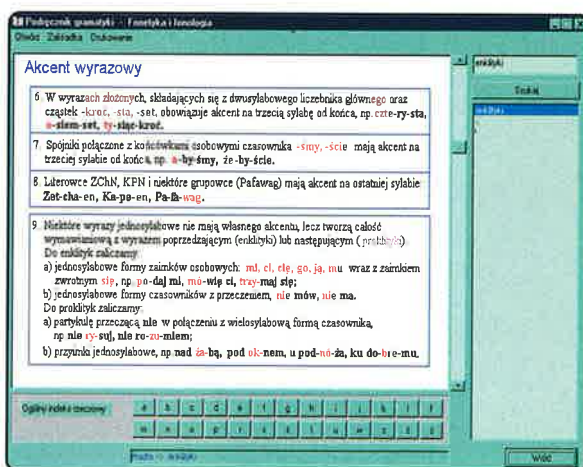 Podręcznik gramatyki - Fonetyka i fonologia
Otwórz Zakładka Drukowanie
Akcent wyrazowy
enklityki
Szukaj
enklityki
6. W wyrazach złożonych, składających się z dwusylabowego liczebnika głównego oraz
cząstek -kroć, -sta, -set, obowiązuje akcent na trzecią sylabę od końca, np. czte-ry-sta,
o-siem-set, ty-siąc-kroć.
7. Spójniki połączone z końcówkami osobowymi czasownika -śmy, -ście mają akcent na
trzeciej sylabie od końca, np. a-by-śmy, że-by-ście.
8. Literowce ZChN, KPN i niektóre grupowce (Pafawag) mają akcent na ostatniej sylabie
Zet-cha-en, Ka-pe-en, Pa-fa-wag.
9. Niektóre wyrazy jednosylabowe nie mają własnego akcentu, lecz tworzą całość
wymawianiową z wyrazem poprzedzającym (enklityki) lub następującym (proklityki).
Do enklityk zaliczamy:
a) jednosylabowe formy zaimków osobowych: mi, ci, cię, go, ją, mu wraz z zaimkiem
zwrotnym się, np. po-daj mi, mó-wię ci, trzy-maj się;
b) jednosylabowe formy czasowników z przeczeniem, nie mów, nie ma.
Do proklityk zaliczamy:
a) partykułę przeczącą nie w połączeniu z wielosylabową formą czasownika,
np. nie ry-suj, nie ro-zu-miem;
b) przyimki jednosylabowe, np. nad ża-bą, pod ok-nem, u pod-nó-ża, ku do-bre-mu.
Ogólny indeks rzeczowy
a b c d e f g h i j k l ł
m n o p r s t u w z
Wróć